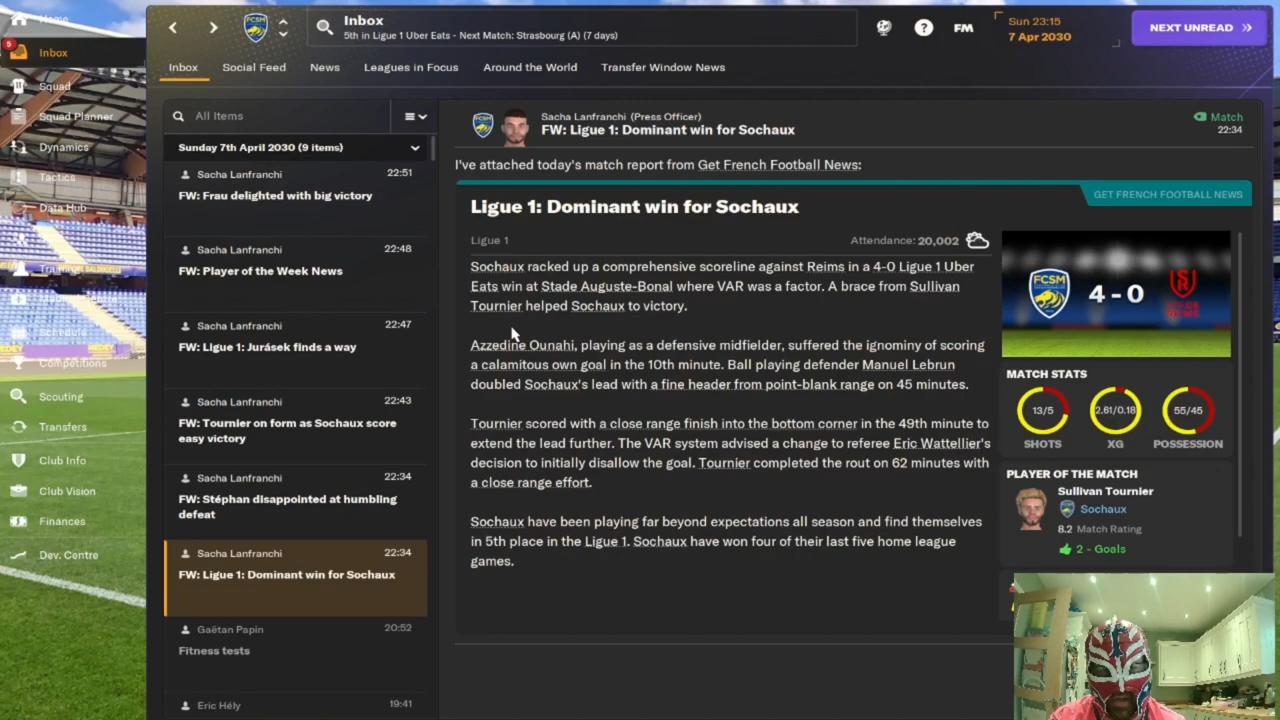 Home
5
Inbox
Squad
Squad Planner
Dynamics
Tactics
Data Hub
Schedule
Competitions
Scouting
Transfers
Club Info
Club Vision
Finances
Dev. Centre
FCSM
Inbox
5th in Ligue 1 Uber Eats - Next Match: Strasbourg (A) (7 days)
?
FM
Sun 23:15
7 Apr 2030
NEXT UNREAD
Inbox
Social Feed
News
Leagues in Focus
Around the World
Transfer Window News
All Items
Sunday 7th April 2030 (9 items)
Sacha Lanfranchi 22:51
FW: Frau delighted with big victory
Sacha Lanfranchi 22:48
FW: Player of the Week News
Sacha Lanfranchi 22:47
FW: Ligue 1: Jurásek finds a way
Sacha Lanfranchi 22:43
FW: Tournier on form as Sochaux score
easy victory
Sacha Lanfranchi 22:34
FW: Stéphan disappointed at humbling
defeat
Sacha Lanfranchi 22:34
FW: Ligue 1: Dominant win for Sochaux
Gaëtan Papin 20:52
Fitness tests
Eric Hély 19:41
Sacha Lanfranchi (Press Officer)
FW: Ligue 1: Dominant win for Sochaux
Match
22:34
I've attached today's match report from Get French Football News:
GET FRENCH FOOTBALL NEWS
Ligue 1: Dominant win for Sochaux
Ligue 1
Attendance: 20,002
Sochaux racked up a comprehensive scoreline against Reims in a 4-0 Ligue 1 Uber
Eats win at Stade Auguste-Bonal where VAR was a factor. A brace from Sullivan
Tournier helped Sochaux to victory.
Azzedine Ounahi, playing as a defensive midfielder, suffered the ignominy of scoring
a calamitous own goal in the 10th minute. Ball playing defender Manuel Lebrun
doubled Sochaux's lead with a fine header from point-blank range on 45 minutes.
Tournier scored with a close range finish into the bottom corner in the 49th minute to
extend the lead further. The VAR system advised a change to referee Eric Wattellier's
decision to initially disallow the goal. Tournier completed the rout on 62 minutes with
a close range effort.
Sochaux have been playing far beyond expectations all season and find themselves
in 5th place in the Ligue 1. Sochaux have won four of their last five home league
games.
FCSM
4 - 0
MATCH STATS
13/5
2.61/0.18
55/45
SHOTS
XG
POSSESSION
PLAYER OF THE MATCH
Sullivan Tournier
Sochaux
8.2 Match Rating
2 - Goals